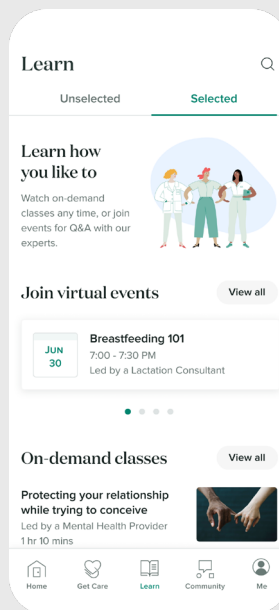 Learn
Unselected
Selected
Learn how
you like to
Watch on-demand
classes any time, or join
events for Q&A with our
experts.
Join virtual events
View all
JUN
30
Breastfeeding 101
7:00 - 7:30 PM
Led by a Lactation Consultant
On-demand classes
View all
Protecting your relationship
while trying to conceive
Led by a Mental Health Provider
1 hr 10 mins
Home
Get Care
Learn
Community
Me